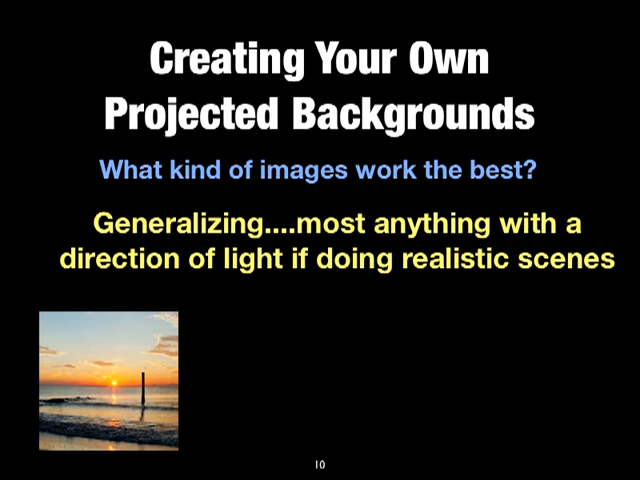 Creating Your Own
Projected Backgrounds
What kind of images work the best?
Generalizing....most anything with a
direction of light if doing realistic scenes
10